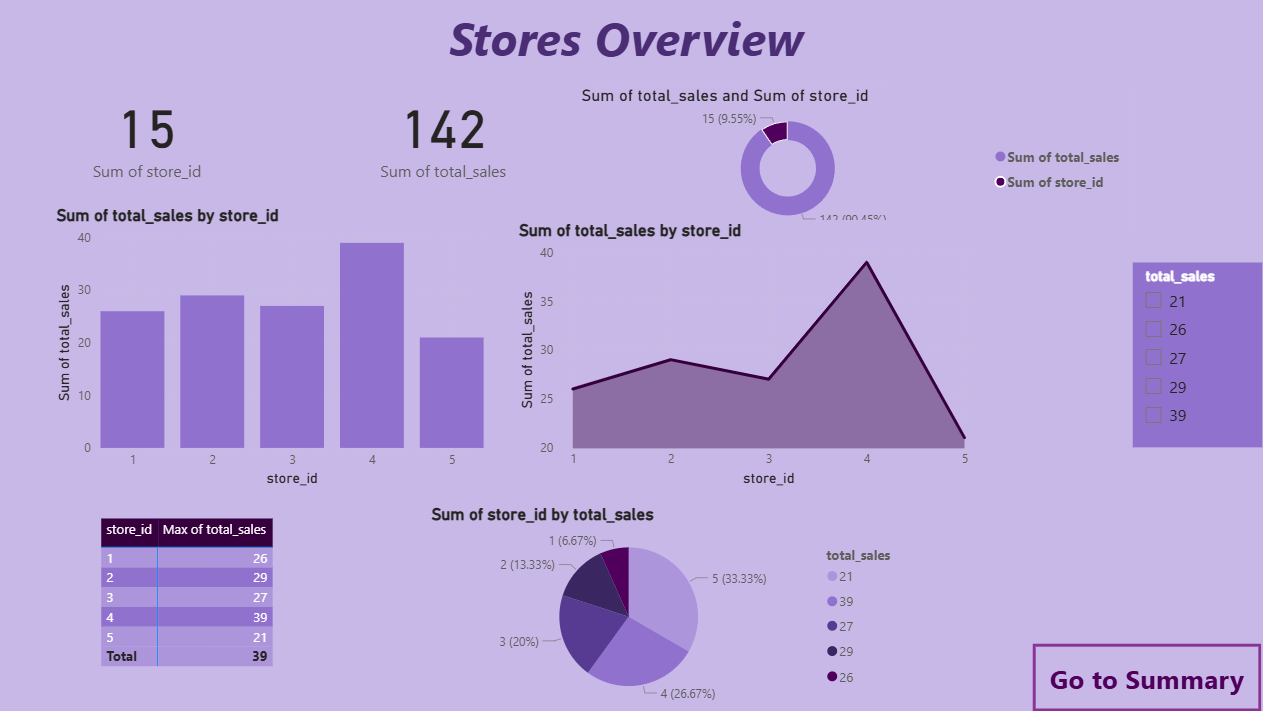 Stores Overview
15
Sum of store_id
142
Sum of total_sales
Sum of total_sales and Sum of store_id
15 (9.55%)
142 (90.45%)
Sum of total_sales
Sum of store_id
Sum of total_sales by store_id
Sum of total_sales
40
30
20
10
0
1 2 3 4 5
store_id
Sum of total_sales by store_id
Sum of total_sales
40
35
30
25
20
1 2 3 4 5
store_id
total_sales
21
26
27
29
39
store_id Max of total_sales
1 26
2 29
3 27
4 39
5 21
Total 39
Sum of store_id by total_sales
1 (6.67%)
2 (13.33%)
5 (33.33%)
3 (20%)
4 (26.67%)
total_sales
21
39
27
29
26
Go to Summary